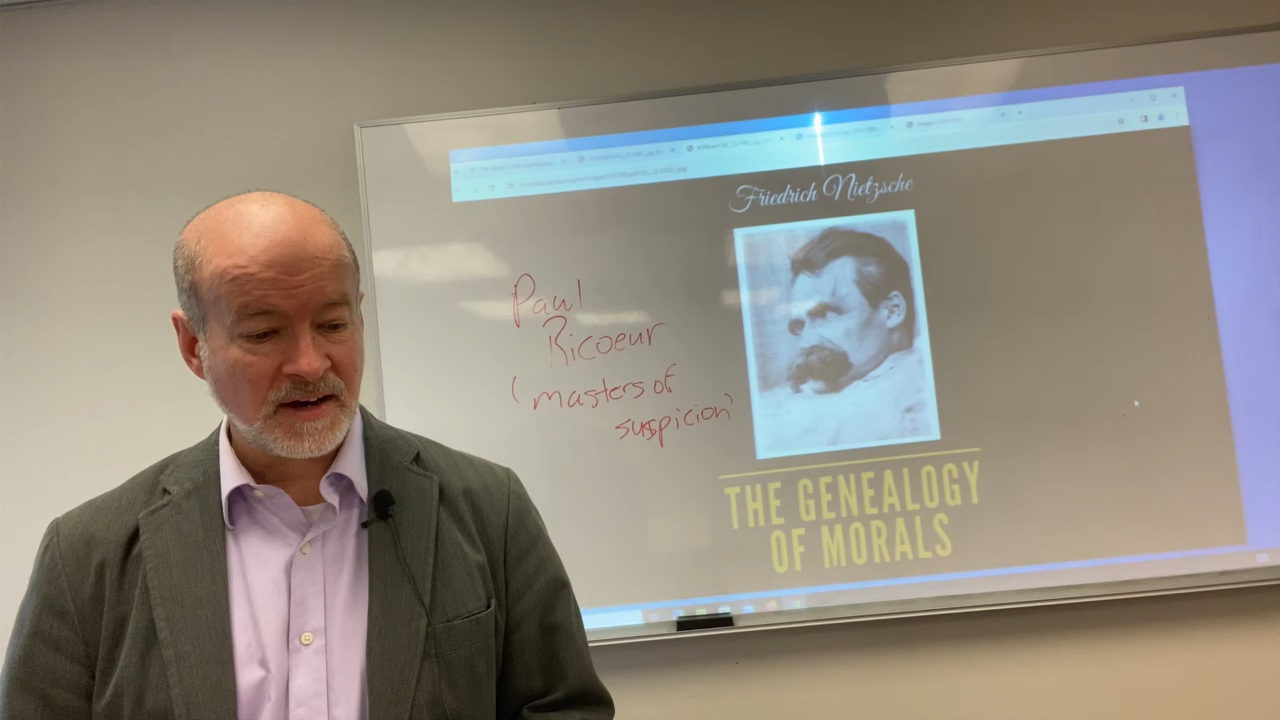 Friedrich Nietzsche
Paul
Ricoeur
(masters of
suspicion)
THE GENEALOGY
OF MORALS